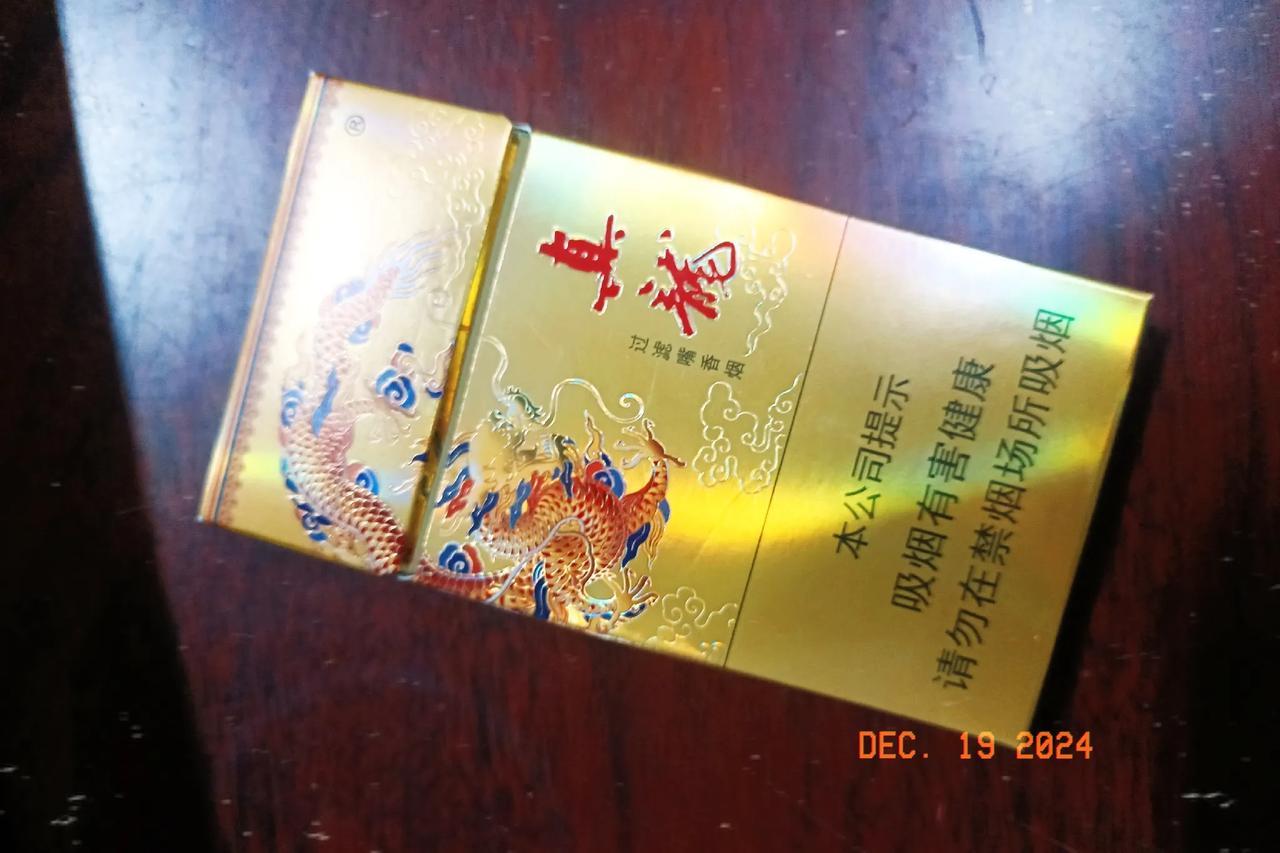 ®
真龍
过滤嘴香烟
本公司提示
吸烟有害健康
请勿在禁烟场所吸烟
DEC. 19 2024